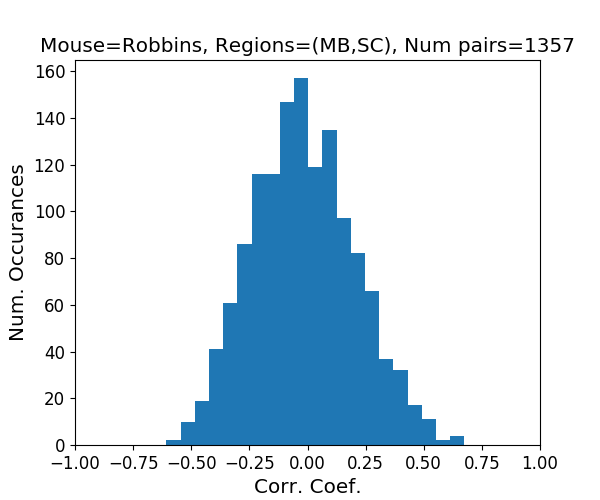 Mouse=Robbins, Regions=(MB,SC), Num pairs=1357
160
140
120
100
80
60
40
20
0
Num. Occurances
−1.00 −0.75 −0.50 −0.25 0.00 0.25 0.50 0.75 1.00
Corr. Coef.